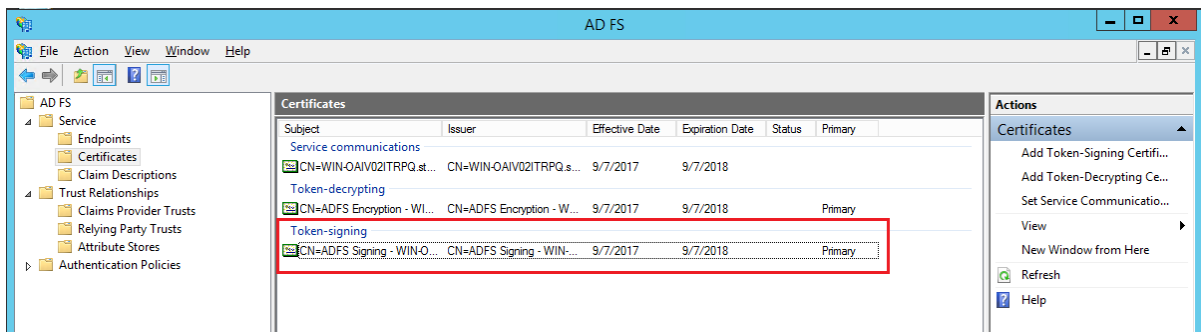 AD FS
File Action View Window Help
AD FS
Service
Endpoints
Certificates
Claim Descriptions
Trust Relationships
Claims Provider Trusts
Relying Party Trusts
Attribute Stores
Authentication Policies
Certificates
Subject Issuer Effective Date Expiration Date Status Primary
Service communications
CN=WIN-OAIV02ITRPQ.st... CN=WIN-OAIV02ITRPQ.s... 9/7/2017 9/7/2018
Token-decrypting
CN=ADFS Encryption - WI... CN=ADFS Encryption - W... 9/7/2017 9/7/2018 Primary
Token-signing
CN=ADFS Signing - WIN-O... CN=ADFS Signing - WIN-... 9/7/2017 9/7/2018 Primary
Actions
Certificates
Add Token-Signing Certifi...
Add Token-Decrypting Ce...
Set Service Communicatio...
View
New Window from Here
Refresh
Help